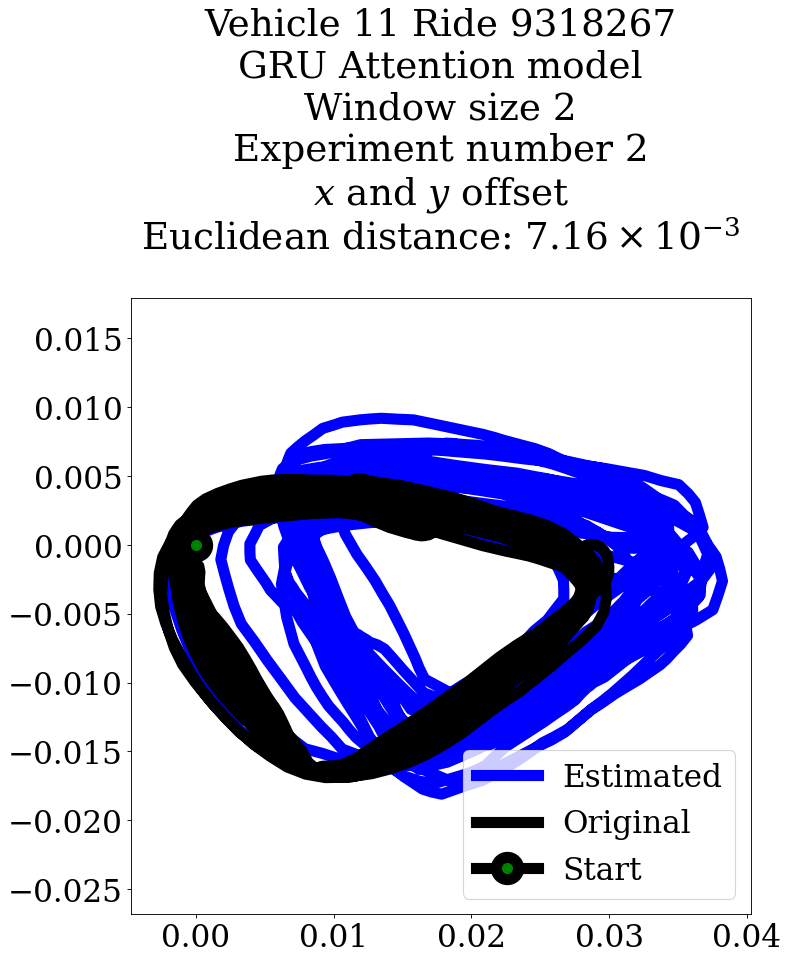 Vehicle 11 Ride 9318267
GRU Attention model
Window size 2
Experiment number 2
x and y offset
Euclidean distance: 7.16 × 10⁻³
0.015
0.010
0.005
0.000
−0.005
−0.010
−0.015
−0.020
−0.025
0.00 0.01 0.02 0.03 0.04
Estimated
Original
Start